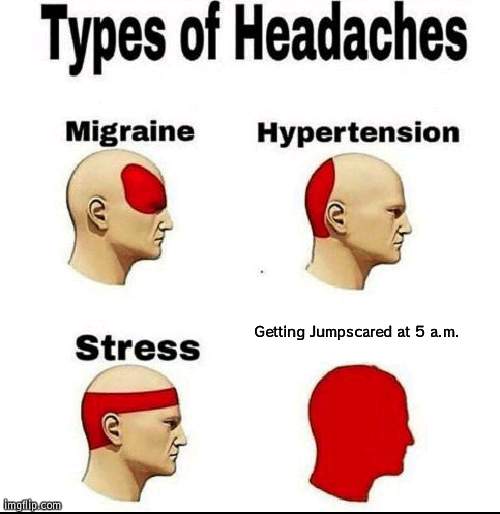 Types of Headaches
Migraine
Hypertension
Stress
Getting Jumpscared at 5 a.m.
imgflip.com